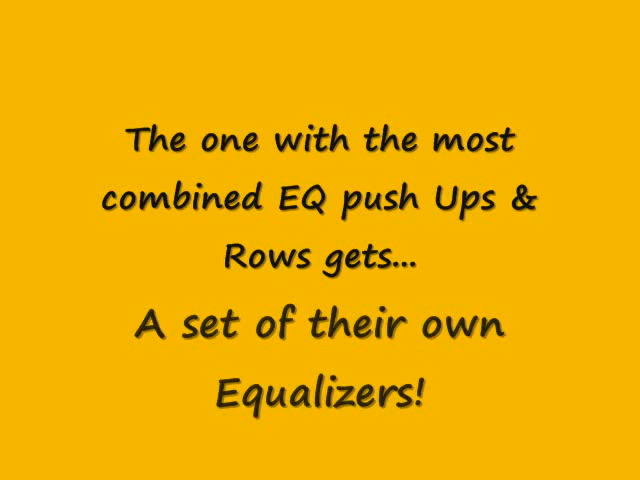 The one with the most
combined EQ push Ups &
Rows gets...
A set of their own
Equalizers!